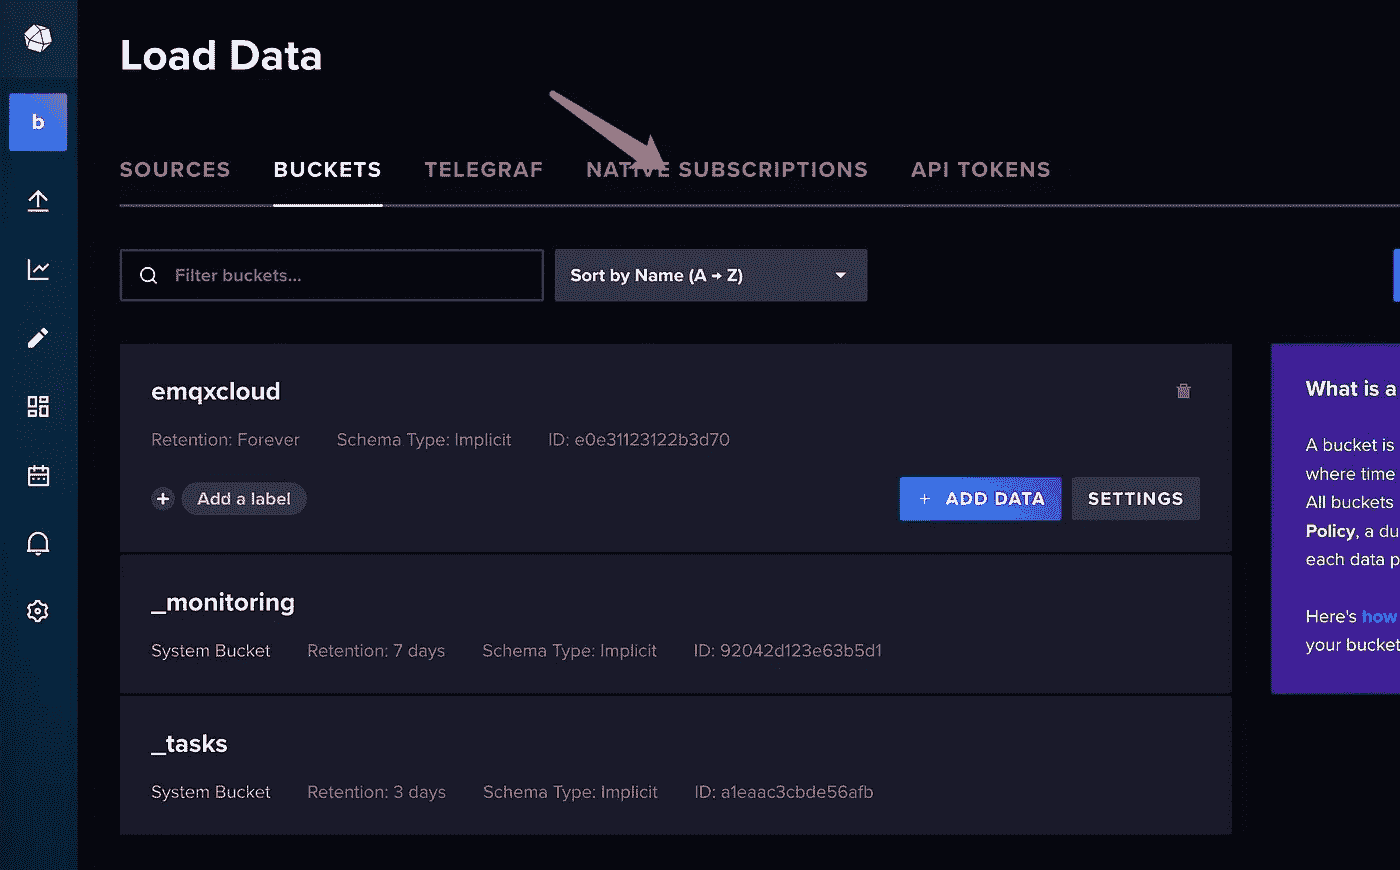 Load Data
b
SOURCES BUCKETS TELEGRAF NATIVE SUBSCRIPTIONS API TOKENS
Filter buckets... Sort by Name (A → Z)
emqxcloud
Retention: Forever Schema Type: Implicit ID: e0e31123122b3d70
+ Add a label + ADD DATA SETTINGS
_monitoring
System Bucket Retention: 7 days Schema Type: Implicit ID: 92042d123e63b5d1
_tasks
System Bucket Retention: 3 days Schema Type: Implicit ID: a1eaac3cbde56afb
What is a
A bucket is
where time
All buckets
Policy, a du
each data p
Here's how
your bucket